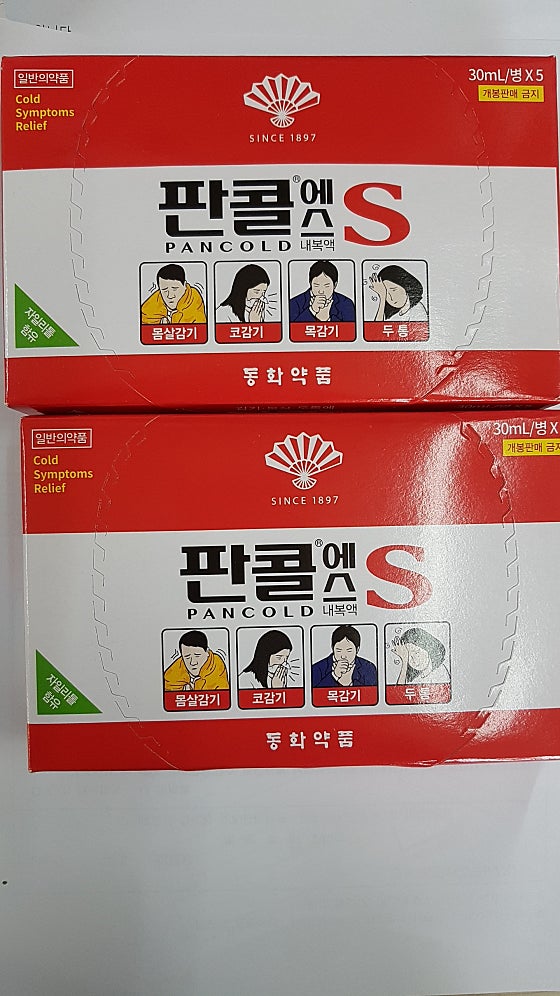 일반의약품
Cold
Symptoms
Relief
30mL/병 X 5
개봉판매 금지
SINCE 1897
판콜®에스 S
PANCOLD 내복액
몸살감기 코감기 목감기 두통
자일리톨
함유
동화약품
일반의약품
Cold
Symptoms
Relief
30mL/병 X
개봉판매 금지
SINCE 1897
판콜®에스 S
PANCOLD 내복액
몸살감기 코감기 목감기 두통
자일리톨
함유
동화약품